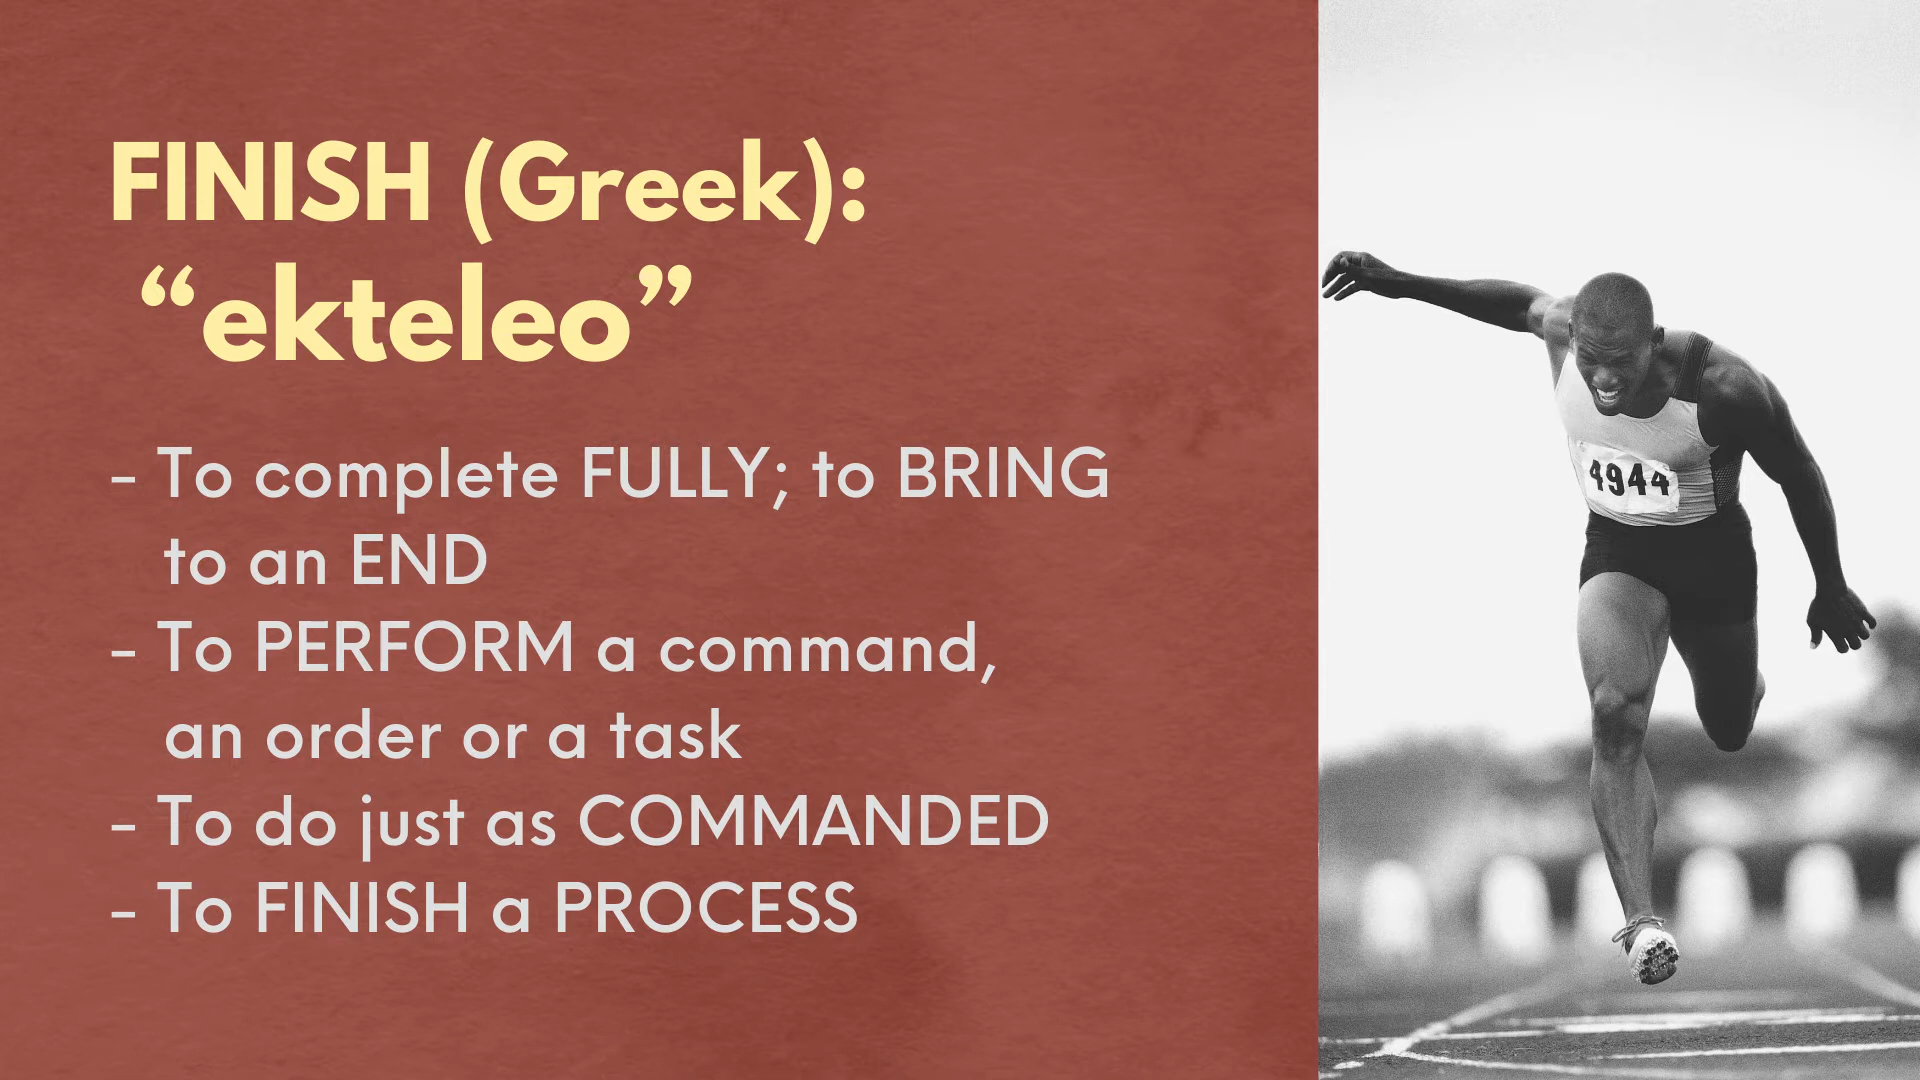 FINISH (Greek):
“ekteleo”
- To complete FULLY; to BRING
to an END
- To PERFORM a command,
an order or a task
- To do just as COMMANDED
- To FINISH a PROCESS
4944